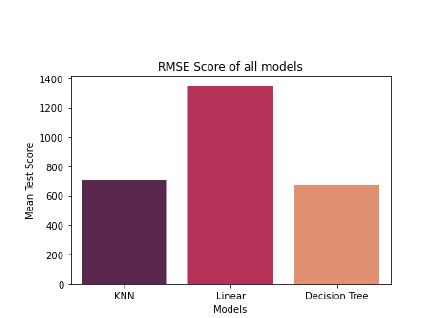 RMSE Score of all models
Mean Test Score
1400
1200
1000
800
600
400
200
0
KNN Linear Decision Tree
Models